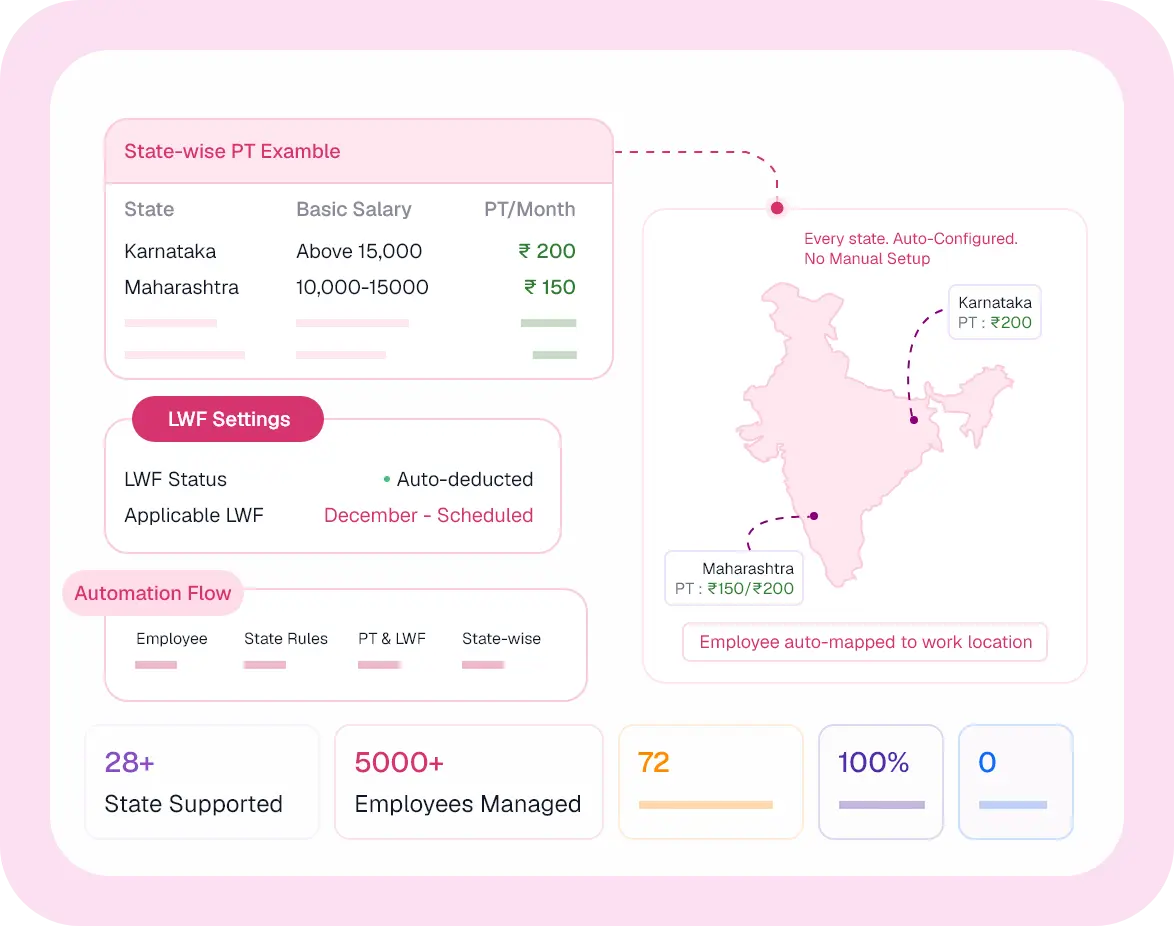 State-wise PT Examble
State Basic Salary PT/Month
Karnataka Above 15,000 ₹ 200
Maharashtra 10,000-15000 ₹ 150
LWF Settings
LWF Status • Auto-deducted
Applicable LWF December - Scheduled
Automation Flow
Employee State Rules PT & LWF State-wise
Every state. Auto-Configured.
No Manual Setup
Karnataka
PT : ₹200
Maharashtra
PT : ₹150/₹200
Employee auto-mapped to work location
28+
State Supported
5000+
Employees Managed
72
100%
0